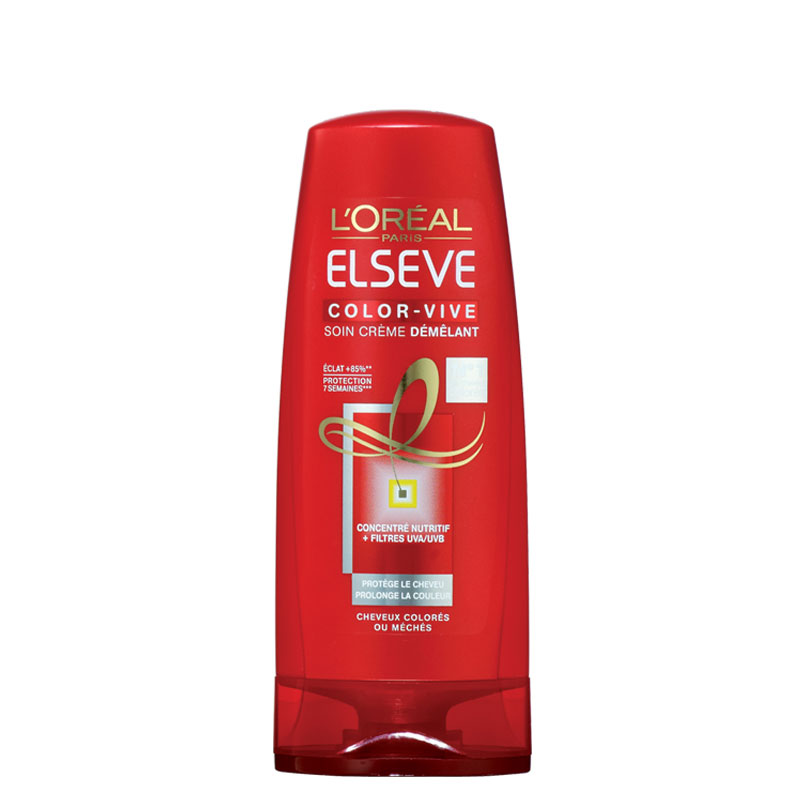 L'ORÉAL
PARIS
ELSEVE
COLOR-VIVE
SOIN CRÈME DÉMÊLANT
ÉCLAT +85%**
PROTECTION
7 SEMAINES***
CONCENTRÉ NUTRITIF
+ FILTRES UVA/UVB
PROTÈGE LE CHEVEU
PROLONGE LA COULEUR
CHEVEUX COLORÉS
OU MÉCHÉS